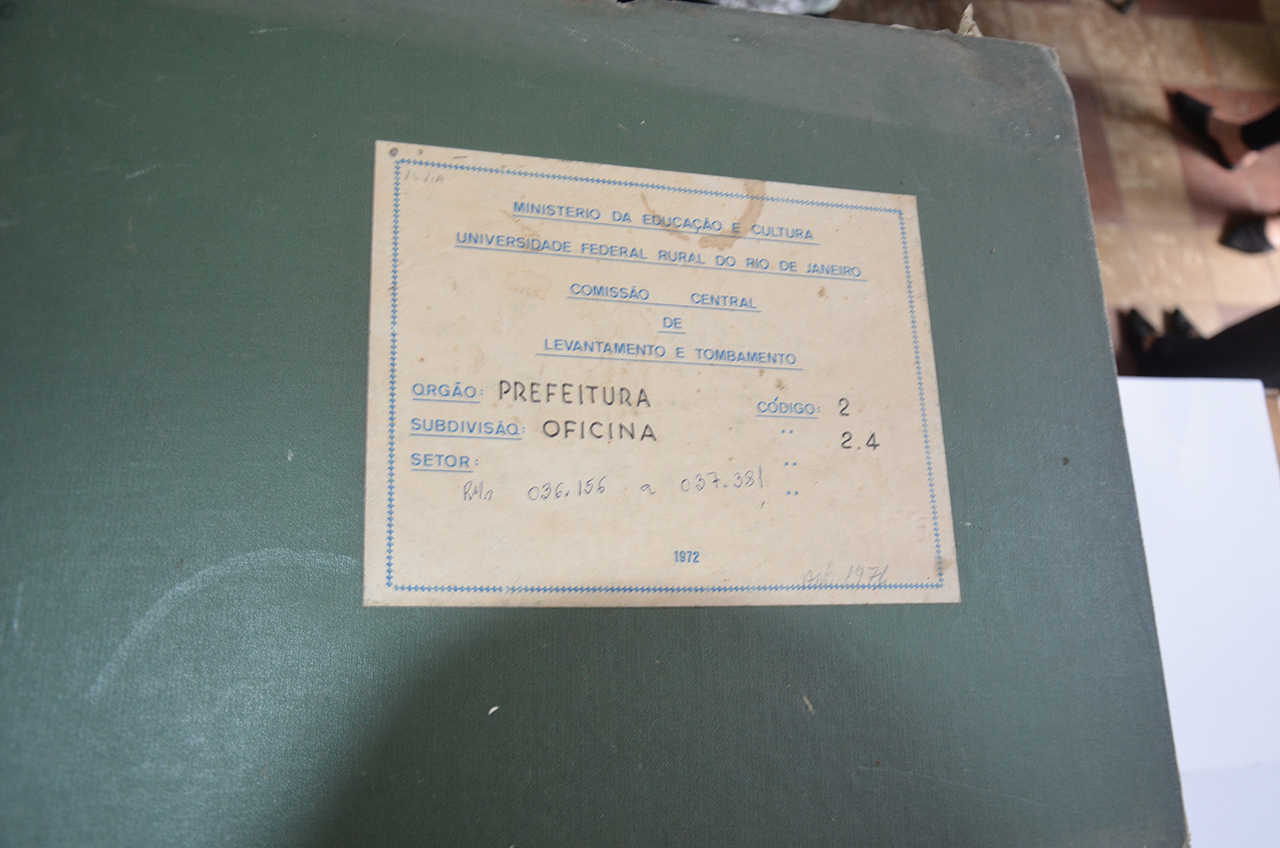 MINISTERIO DA EDUCAÇÃO E CULTURA
UNIVERSIDADE FEDERAL RURAL DO RIO DE JANEIRO
COMISSÃO CENTRAL
DE
LEVANTAMENTO E TOMBAMENTO
ORGÃO: PREFEITURA CÓDIGO: 2
SUBDIVISÃO: OFICINA " 2.4
SETOR: "
036.156 a 037.381 "
1972